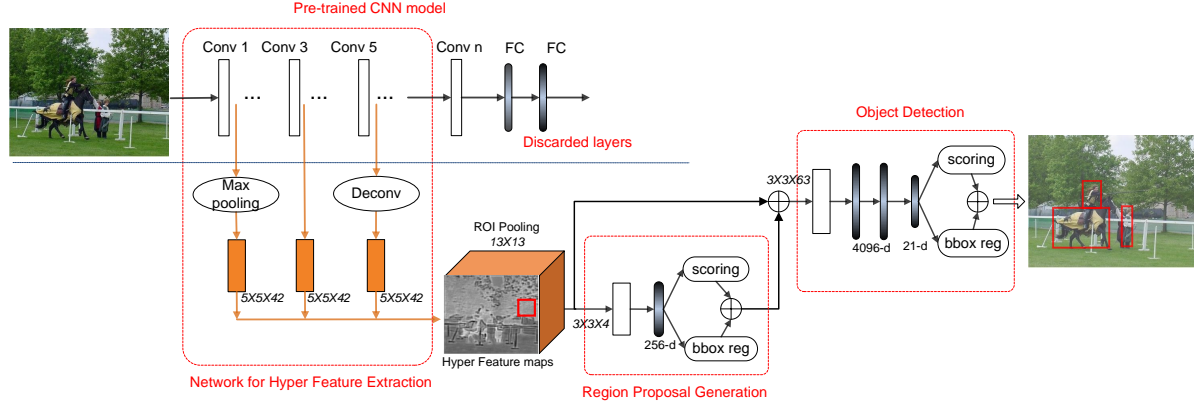 Pre-trained CNN model
Conv 1
Conv 3
Conv 5
Conv n
FC
FC
...
...
...
Discarded layers
Max
pooling
Deconv
5X5X42
5X5X42
5X5X42
Network for Hyper Feature Extraction
ROI Pooling
13X13
Hyper Feature maps
3X3X4
256-d
scoring
bbox reg
Region Proposal Generation
Object Detection
3X3X63
4096-d
21-d
scoring
bbox reg